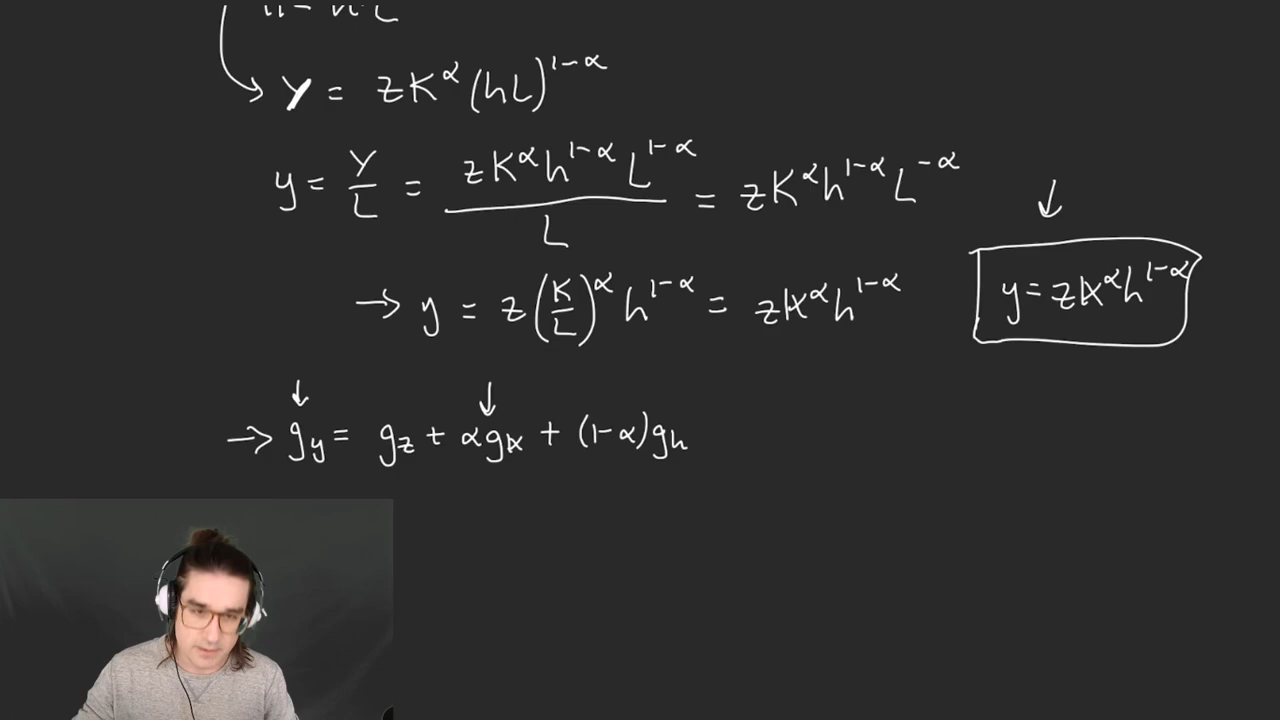 Y = zK^α (hL)^{1-α}
y = Y/L = zK^α h^{1-α} L^{1-α} / L = zK^α h^{1-α} L^{-α}
→ y = z(K/L)^α h^{1-α} = zk^α h^{1-α}
y = zk^α h^{1-α}
→ g_y = g_z + αg_k + (1-α)g_h